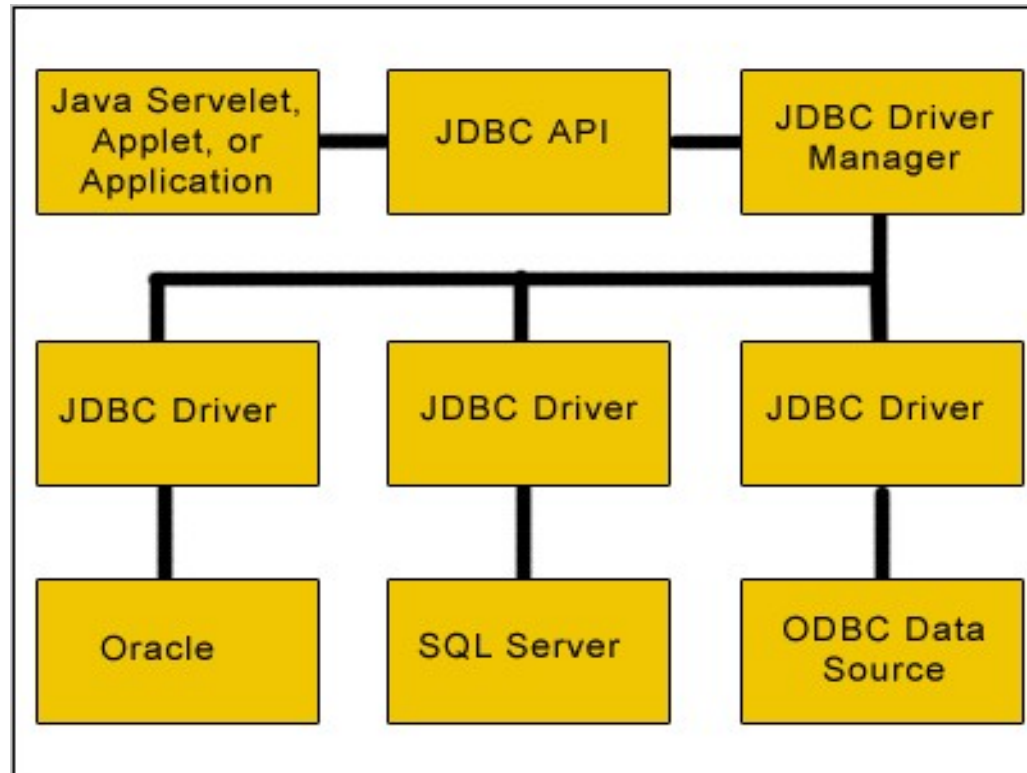 Java Servelet,
Applet, or
Application
JDBC API
JDBC Driver
Manager
JDBC Driver
JDBC Driver
JDBC Driver
Oracle
SQL Server
ODBC Data
Source